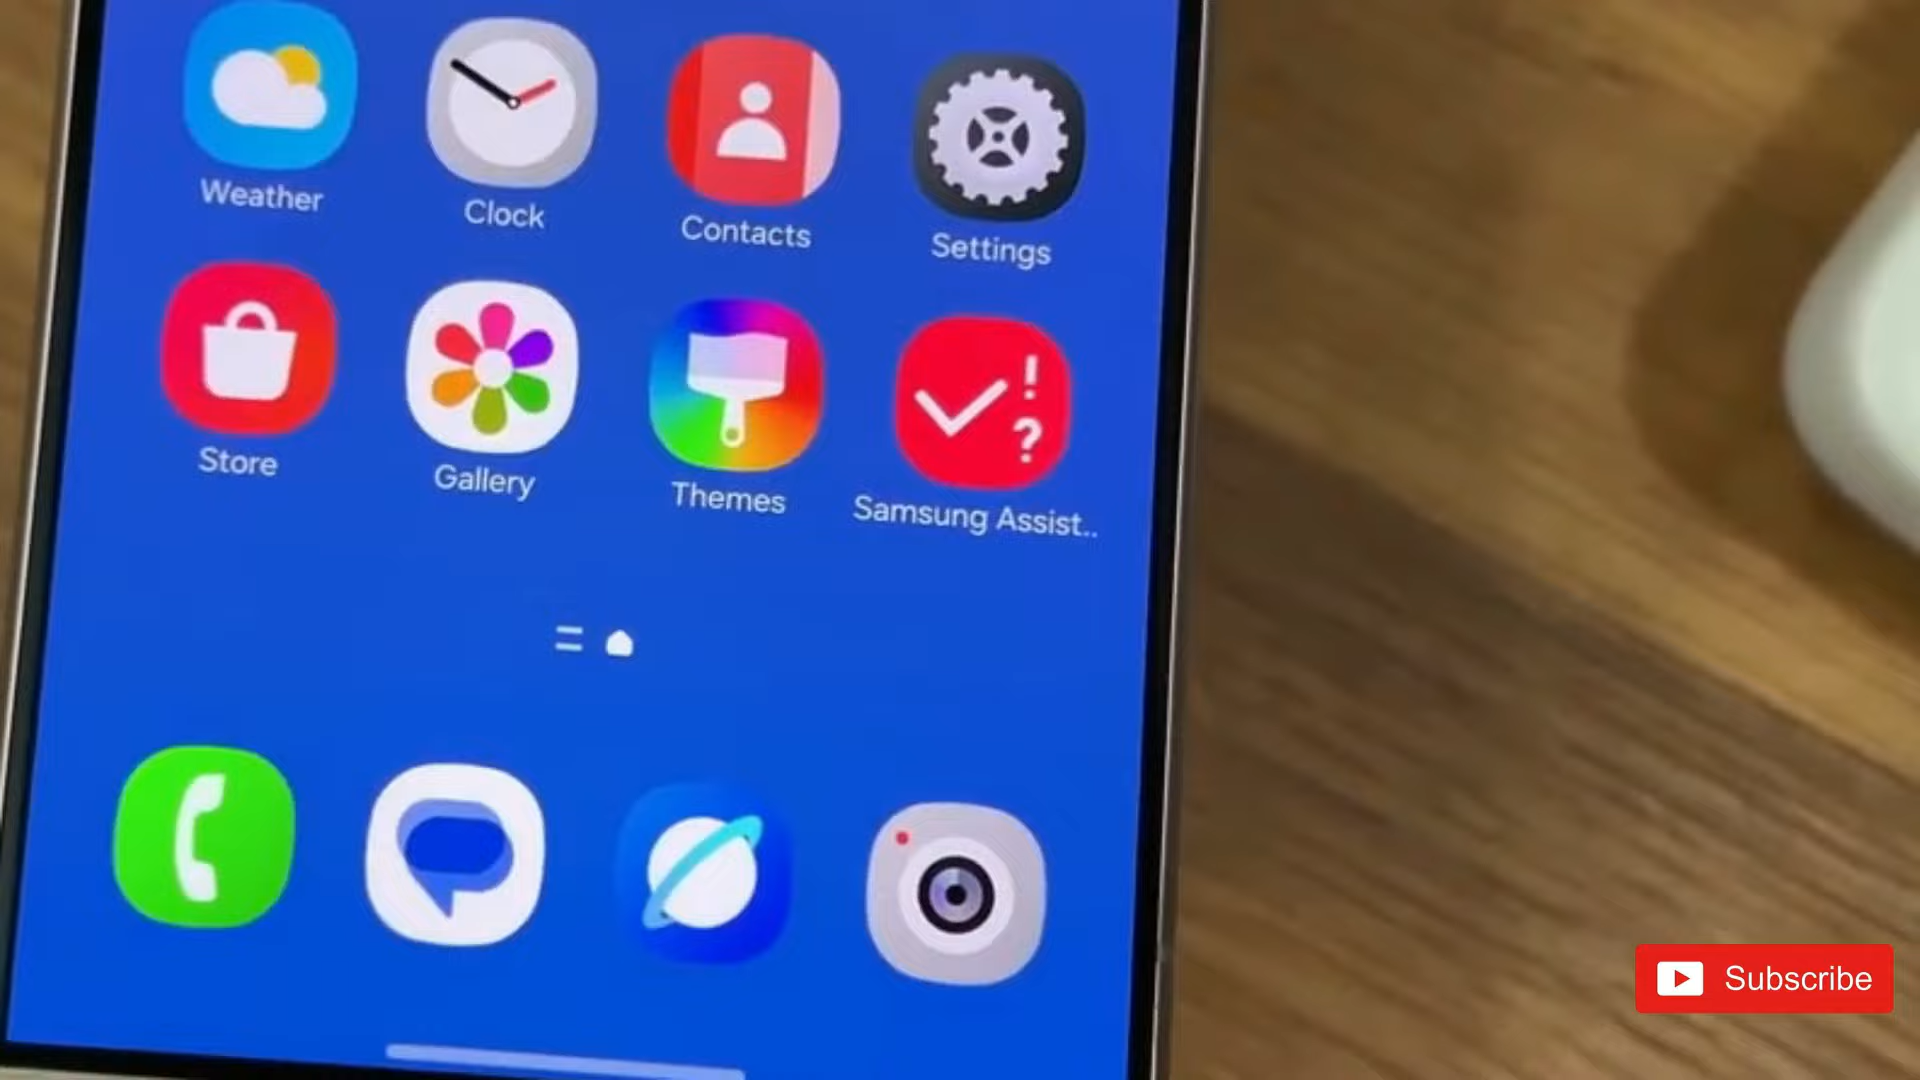 Weather
Clock
Contacts
Settings
Store
Gallery
Themes
Samsung Assist..
Subscribe